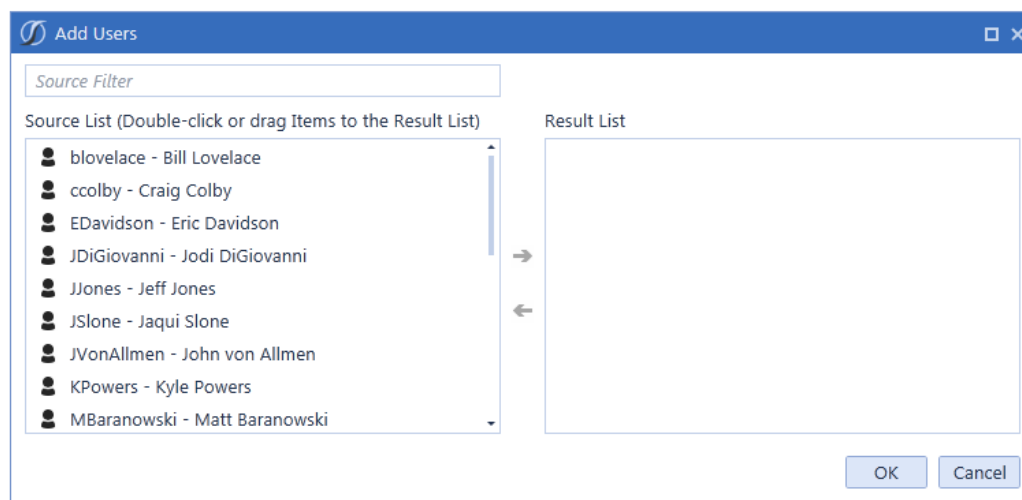 Add Users
Source Filter
Source List (Double-click or drag Items to the Result List)
Result List
blovelace - Bill Lovelace
ccolby - Craig Colby
EDavidson - Eric Davidson
JDiGiovanni - Jodi DiGiovanni
JJones - Jeff Jones
JSlone - Jaqui Slone
JVonAllmen - John von Allmen
KPowers - Kyle Powers
MBaranowski - Matt Baranowski
OK
Cancel